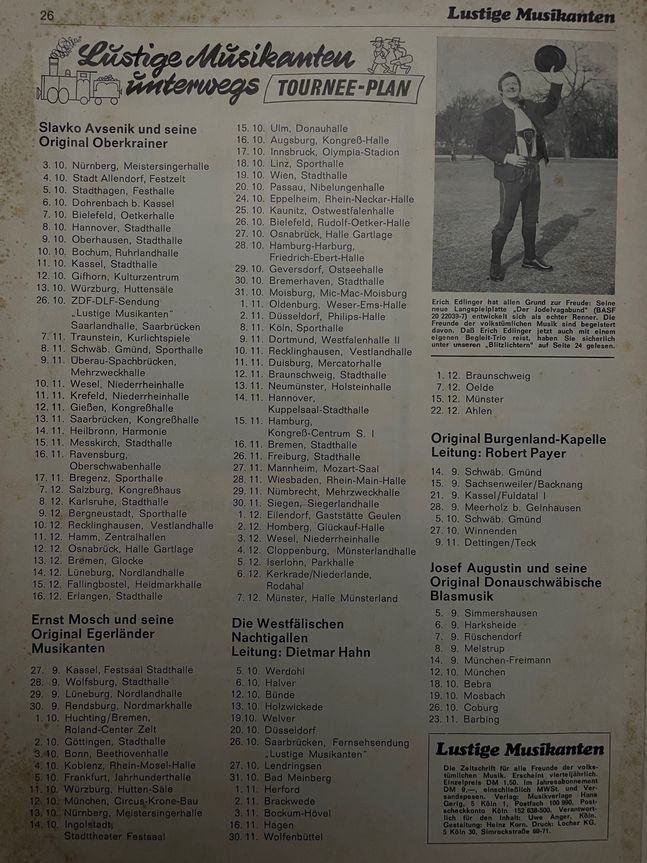 26
Lustige Musikanten
Lustige Musikanten
unterwegs TOURNEE-PLAN
Slavko Avsenik und seine
Original Oberkrainer
3. 10. Nürnberg, Meistersingerhalle
4. 10. Stadt Allendorf, Festzelt
5. 10. Stadthagen, Festhalle
6. 10. Dohrenbach b. Kassel
7. 10. Bielefeld, Oetkerhalle
8. 10. Hannover, Stadthalle
9. 10. Oberhausen, Stadthalle
10. 10. Bochum, Ruhrlandhalle
11. 10. Kassel, Stadthalle
12. 10. Gifhorn, Kulturzentrum
13. 10. Würzburg, Huttensäle
26. 10. ZDF-DLF-Sendung
„Lustige Musikanten"
Saarlandhalle, Saarbrücken
7. 11. Traunstein, Kurlichtspiele
8. 11. Schwäb. Gmünd, Sporthalle
9. 11. Oberau-Spachbrücken,
Mehrzweckhalle
10. 11. Wesel, Niederrheinhalle
11. 11. Krefeld, Niederrheinhalle
12. 11. Gießen, Kongreßhalle
13. 11. Saarbrücken, Kongreßhalle
14. 11. Heilbronn, Harmonie
15. 11. Messkirch, Stadthalle
16. 11. Ravensburg,
Oberschwabenhalle
17. 11. Bregenz, Sporthalle
7. 12. Salzburg, Kongreßhaus
8. 12. Karlsruhe, Stadthalle
9. 12. Bergneustadt, Sporthalle
10. 12. Recklinghausen, Vestlandhalle
11. 12. Hamm, Zentralhallen
12. 12. Osnabrück, Halle Gartlage
13. 12. Bremen, Glocke
14. 12. Lüneburg, Nordlandhalle
15. 12. Fallingbostel, Heidmarkhalle
16. 12. Erlangen, Stadthalle
Ernst Mosch und seine
Original Egerländer
Musikanten
27. 9. Kassel, Festsaal Stadthalle
28. 9. Wolfsburg, Stadthalle
29. 9. Lüneburg, Nordlandhalle
30. 9. Rendsburg, Nordmarkhalle
1. 10. Huchting/Bremen,
Roland-Center Zelt
2. 10. Göttingen, Stadthalle
3. 10. Bonn, Beethovenhalle
4. 10. Koblenz, Rhein-Mosel-Halle
5. 10. Frankfurt, Jahrhunderthalle
11. 10. Würzburg, Hutten-Säle
12. 10. München, Circus-Krone-Bau
13. 10. Nürnberg, Meistersingerhalle
14. 10. Ingolstadt,
Stadttheater Festsaal
15. 10. Ulm, Donauhalle
16. 10. Augsburg, Kongreß-Halle
17. 10. Innsbruck, Olympia-Stadion
18. 10. Linz, Sporthalle
19. 10. Wien, Stadthalle
20. 10. Passau, Nibelungenhalle
24. 10. Eppelheim, Rhein-Neckar-Halle
25. 10. Kaunitz, Ostwestfalenhalle
26. 10. Bielefeld, Rudolf-Oetker-Halle
27. 10. Osnabrück, Halle Gartlage
28. 10. Hamburg-Harburg,
Friedrich-Ebert-Halle
29. 10. Geversdorf, Ostseehalle
30. 10. Bremerhaven, Stadthalle
31. 10. Moisburg, Mic-Mac-Moisburg
1. 11. Oldenburg, Weser-Ems-Halle
2. 11. Düsseldorf, Philips-Halle
8. 11. Köln, Sporthalle
9. 11. Dortmund, Westfalenhalle II
10. 11. Recklinghausen, Vestlandhalle
11. 11. Duisburg, Mercatorhalle
12. 11. Braunschweig, Stadthalle
13. 11. Neumünster, Holsteinhalle
14. 11. Hannover,
Kuppelsaal-Stadthalle
15. 11. Hamburg,
Kongreß-Centrum S. I
16. 11. Bremen, Stadthalle
26. 11. Freiburg, Stadthalle
27. 11. Mannheim, Mozart-Saal
28. 11. Wiesbaden, Rhein-Main-Halle
29. 11. Nümbrecht, Mehrzweckhalle
30. 11. Siegen, Siegerlandhalle
1. 12. Eilendorf, Gaststätte Geulen
2. 12. Homberg, Glückauf-Halle
3. 12. Wesel, Niederrheinhalle
4. 12. Cloppenburg, Münsterlandhalle
5. 12. Iserlohn, Parkhalle
6. 12. Kerkrade/Niederlande,
Rodahal
7. 12. Münster, Halle Münsterland
Die Westfälischen
Nachtigallen
Leitung: Dietmar Hahn
5. 10. Werdohl
6. 10. Halver
12. 10. Bünde
13. 10. Holzwickede
19.10. Welver
20. 10. Düsseldorf
26. 10. Saarbrücken, Fernsehsendung
„Lustige Musikanten"
27. 10. Lendringsen
31. 10. Bad Meinberg
1. 11. Herford
2. 11. Brackwede
3. 11. Bockum-Hövel
16. 11. Hagen
30. 11. Wolfenbüttel
Erich Edlinger hat allen Grund zur Freude: Seine
neue Langspielplatte „Der Jodelvagabund" (BASF
20 22039-7) entwickelt sich als echter Renner. Die
Freunde der volkstümlichen Musik sind begeistert
davon. Daß Erich Edlinger jetzt auch mit einem
eigenen Begleit-Trio reist, haben Sie sicherlich
unter unseren „Blitzlichtern" auf Seite 24 gelesen.
1. 12. Braunschweig
7. 12. Oelde
15. 12. Münster
22. 12. Ahlen
Original Burgenland-Kapelle
Leitung: Robert Payer
14. 9. Schwäb. Gmünd
15. 9. Sachsenweiler/Backnang
21. 9. Kassel/Fuldatal I
28. 9. Meerholz b. Gelnhausen
5. 10. Schwäb. Gmünd
27. 10. Winnenden
9. 11. Dettingen/Teck
Josef Augustin und seine
Original Donauschwäbische
Blasmusik
5. 9. Simmershausen
6. 9. Harksheide
7. 9. Rüschendorf
8. 9. Melstrup
14. 9. München-Freimann
12. 10. München
18. 10. Bebra
19. 10. Mosbach
26. 10. Coburg
23. 11. Barbing
Lustige Musikanten
Die Zeitschrift für alle Freunde der volks-
tümlichen Musik. Erscheint vierteljährlich.
Einzelpreis DM 1,50. Im Jahresabonnement
DM 9,—, einschließlich MWSt. und Ver-
sandspesen. Verlag: Musikverlage Hans
Gerig, 5 Köln 1, Postfach 100 990, Post-
scheckkonto Köln 152 638-500. Verantwort-
lich für den Inhalt: Uwe Anger, Köln.
Gestaltung: Heinz Korn. Druck: Locher KG,
5 Köln 30, Simrockstraße 69-71.